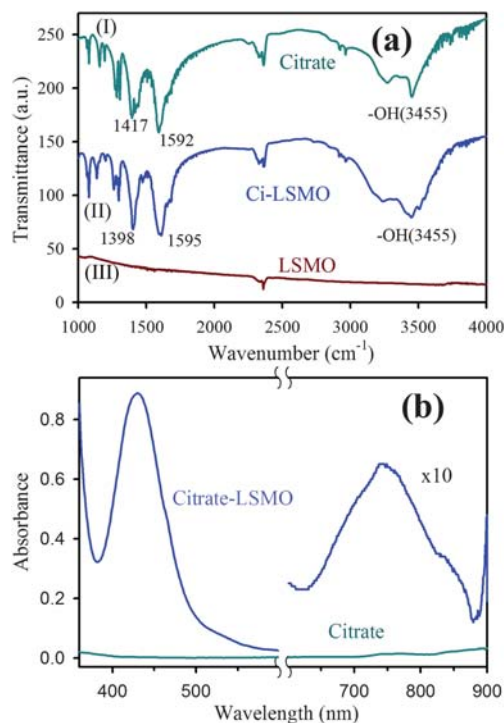 (I)
(a)
250
Citrate
200
1417
1592
-OH(3455)
150
Transmittance (a.u.)
100
(II)
Ci-LSMO
1398
1595
-OH(3455)
50
(III)
LSMO
0
1000 1500 2000 2500 3000 3500 4000
Wavenumber (cm-1)
(b)
0.8
x10
0.6
Citrate-LSMO
Absorbance
0.4
0.2
Citrate
0.0
400 500 700 800 900
Wavelength (nm)